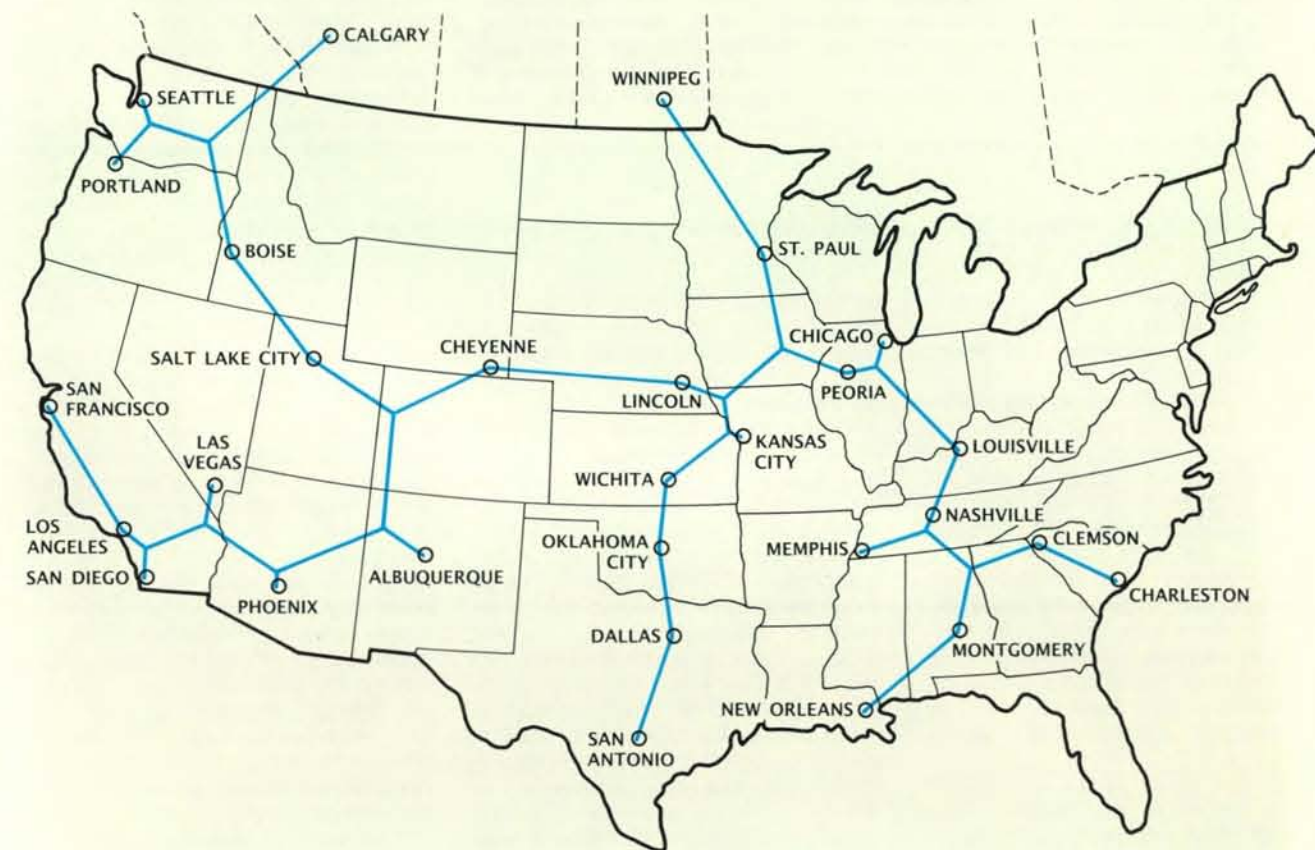 CALGARY
WINNIPEG
SEATTLE
PORTLAND
BOISE
ST. PAUL
CHICAGO
SALT LAKE CITY
CHEYENNE
PEORIA
LINCOLN
SAN
FRANCISCO
LAS
VEGAS
KANSAS
CITY
LOUISVILLE
WICHITA
NASHVILLE
LOS
ANGELES
OKLAHOMA
CITY
MEMPHIS
CLEMSON
SAN DIEGO
ALBUQUERQUE
PHOENIX
CHARLESTON
DALLAS
MONTGOMERY
NEW ORLEANS
SAN
ANTONIO